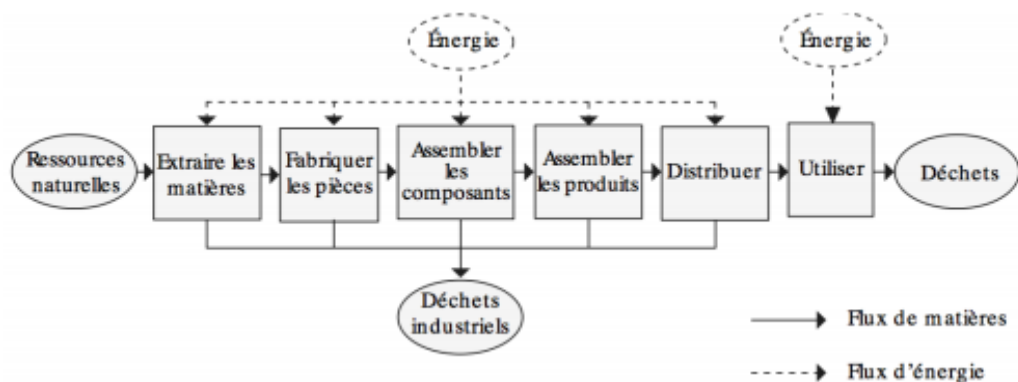 Énergie
Énergie
Ressources
naturelles
Extraire les
matières
Fabriquer
les pièces
Assembler
les
composants
Assembler
les produits
Distribuer
Utiliser
Déchets
Déchets
industriels
Flux de matières
Flux d'énergie